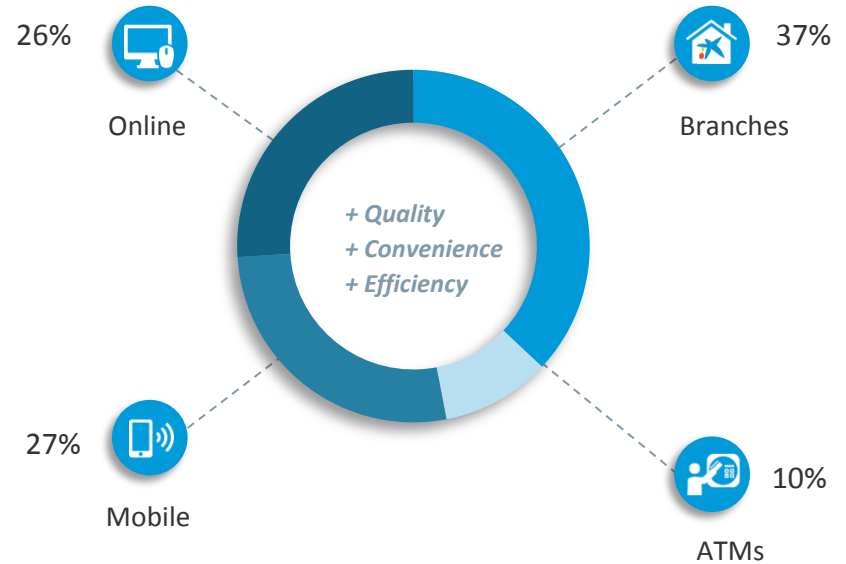 26%
Online
37%
Branches
+ Quality
+ Convenience
+ Efficiency
27%
Mobile
10%
ATMs